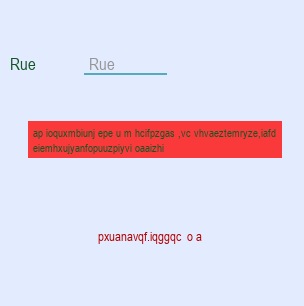 Rue Rue
ap ioquxmbiunj epe u m hcifpzgas ,vc vhvaeztemryze,iafd
eiemhxujyanfopuuzpiyvi oaaizhi
pxuanavqf.iqggqc o a